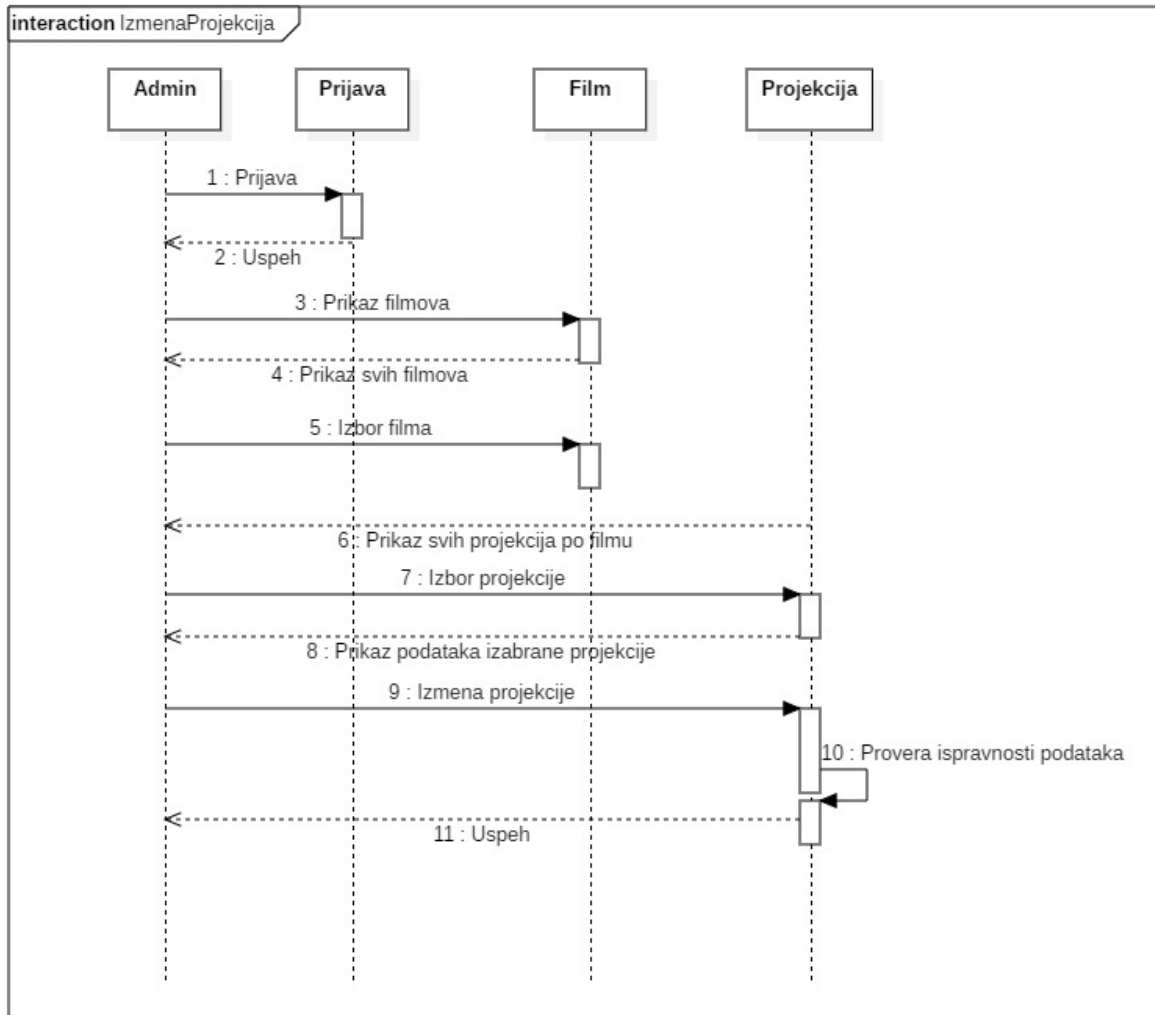 interaction IzmenaProjekcija
Admin
Prijava
Film
Projekcija
1 : Prijava
2 : Uspeh
3 : Prikaz filmova
4 : Prikaz svih filmova
5 : Izbor filma
6 : Prikaz svih projekcija po filmu
7 : Izbor projekcije
8 : Prikaz podataka izabrane projekcije
9 : Izmena projekcije
10 : Provera ispravnosti podataka
11 : Uspeh